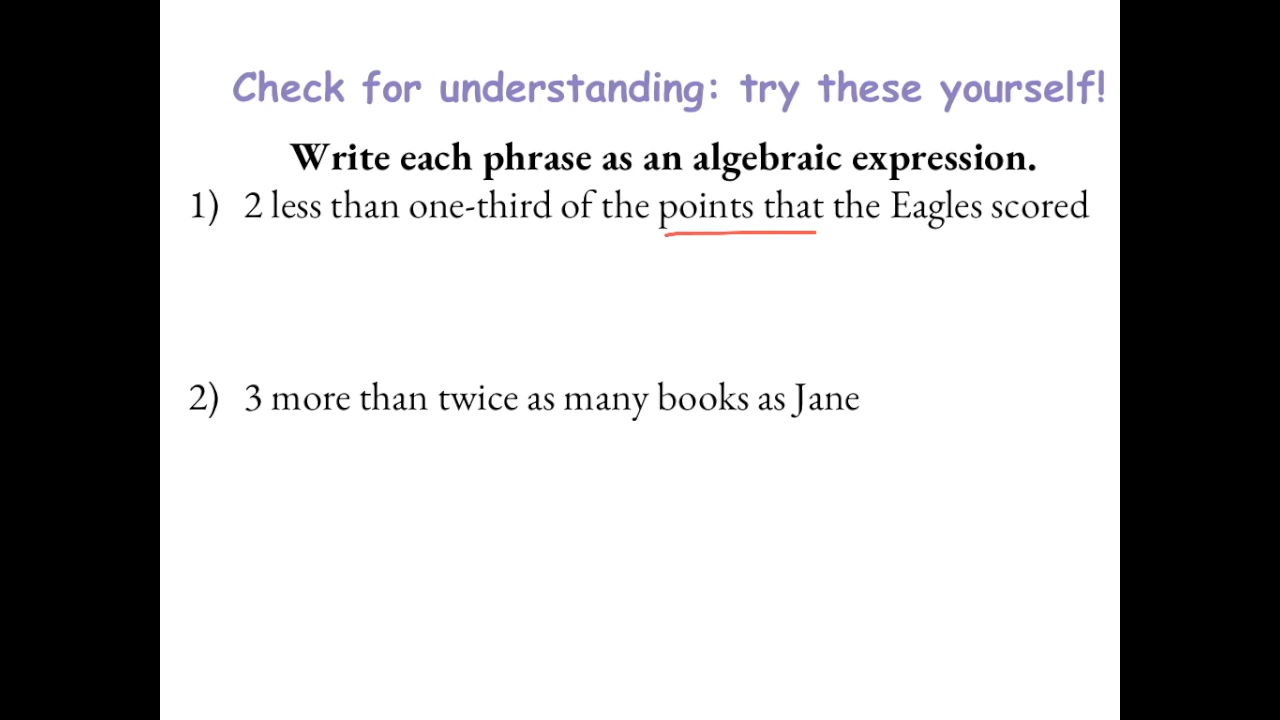 Check for understanding: try these yourself!
Write each phrase as an algebraic expression.
1) 2 less than one-third of the points that the Eagles scored
2) 3 more than twice as many books as Jane